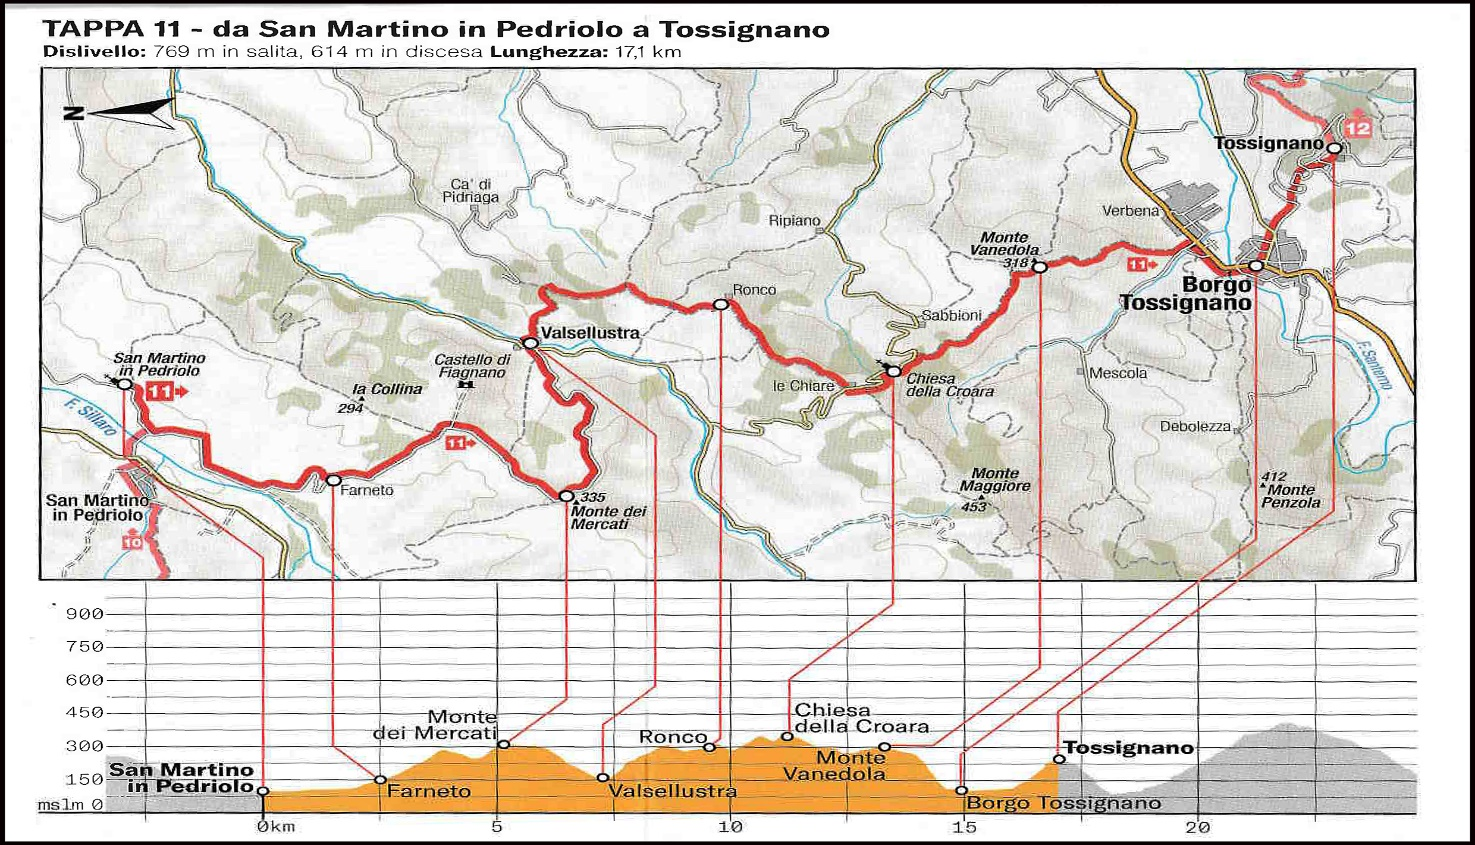 TAPPA 11 - da San Martino in Pedriolo a Tossignano
Dislivello: 769 m in salita, 614 m in discesa Lunghezza: 17,1 km
N
12
Tossignano
Ca' di
Pidriaga
Ripiano
Verbena
Monte
Vanedola
318
11
Borgo
Tossignano
Ronco
Sabbioni
Valsellustra
F. Santerno
San Martino
in Pedriolo
11
Castello di
Fiagnano
la Collina
294
le Chiare
Chiesa
della Croara
Mescola
F. Sillaro
11
Debolezza
San Martino
in Pedriolo
Farneto
335
Monte dei
Mercati
Monte
Maggiore
453
412
Monte
Penzola
10
900
750
600
450
300
150
mslm 0
San Martino
in Pedriolo
Farneto
Monte
dei Mercati
Valsellustra
Ronco
Chiesa
della Croara
Monte
Vanedola
Borgo Tossignano
Tossignano
0km
5
10
15
20